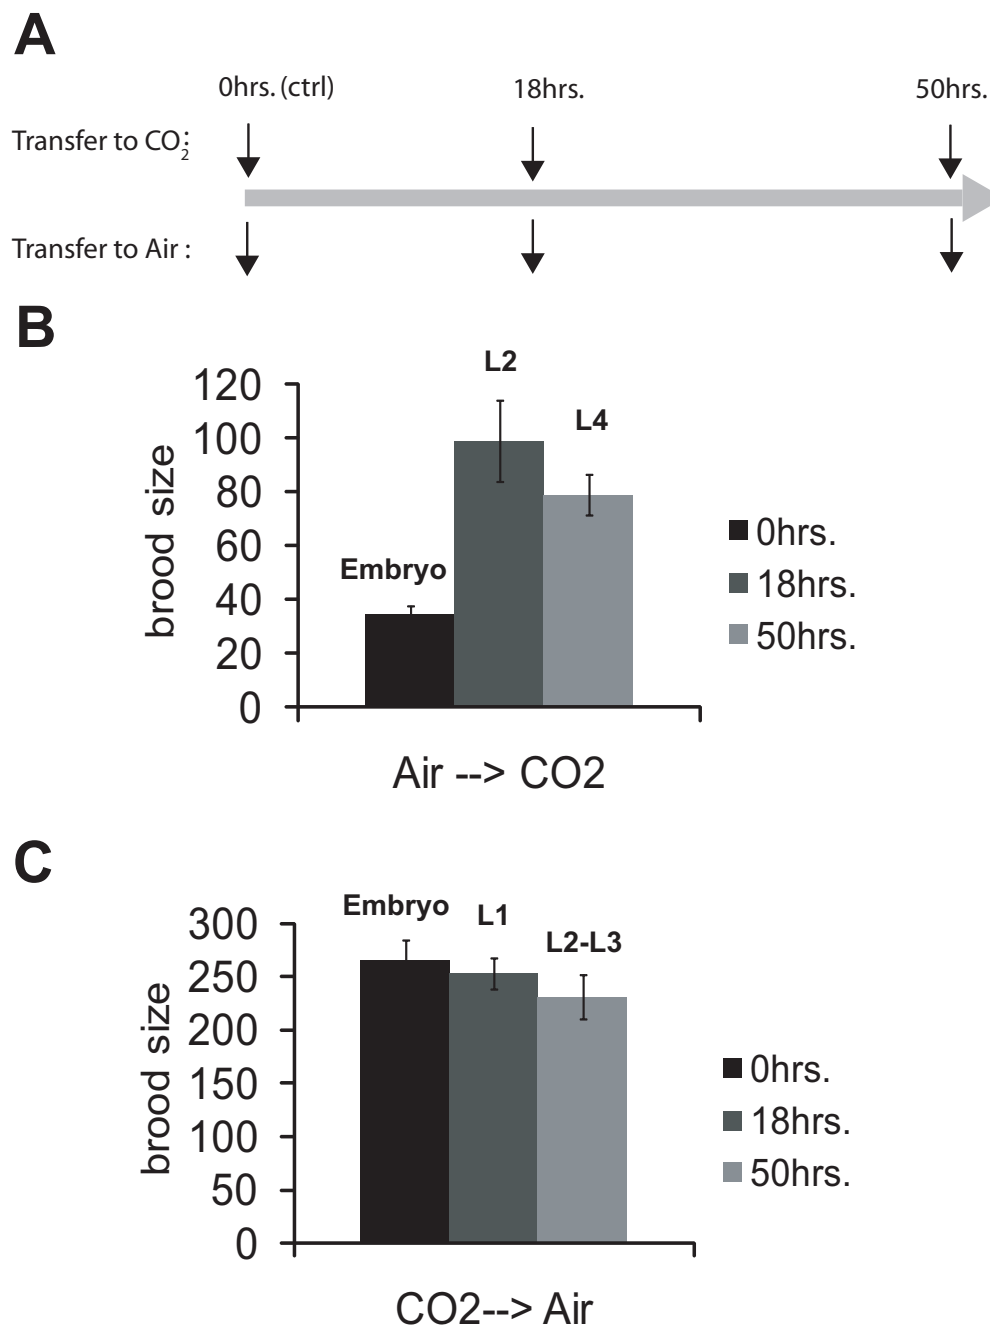 A
0hrs. (ctrl) 18hrs. 50hrs.
Transfer to CO2:
Transfer to Air :
B
120
100
80
60
40
20
0
brood size
Embryo
L2
L4
0hrs.
18hrs.
50hrs.
Air --> CO2
C
300
250
200
150
100
50
0
brood size
Embryo
L1
L2-L3
0hrs.
18hrs.
50hrs.
CO2--> Air